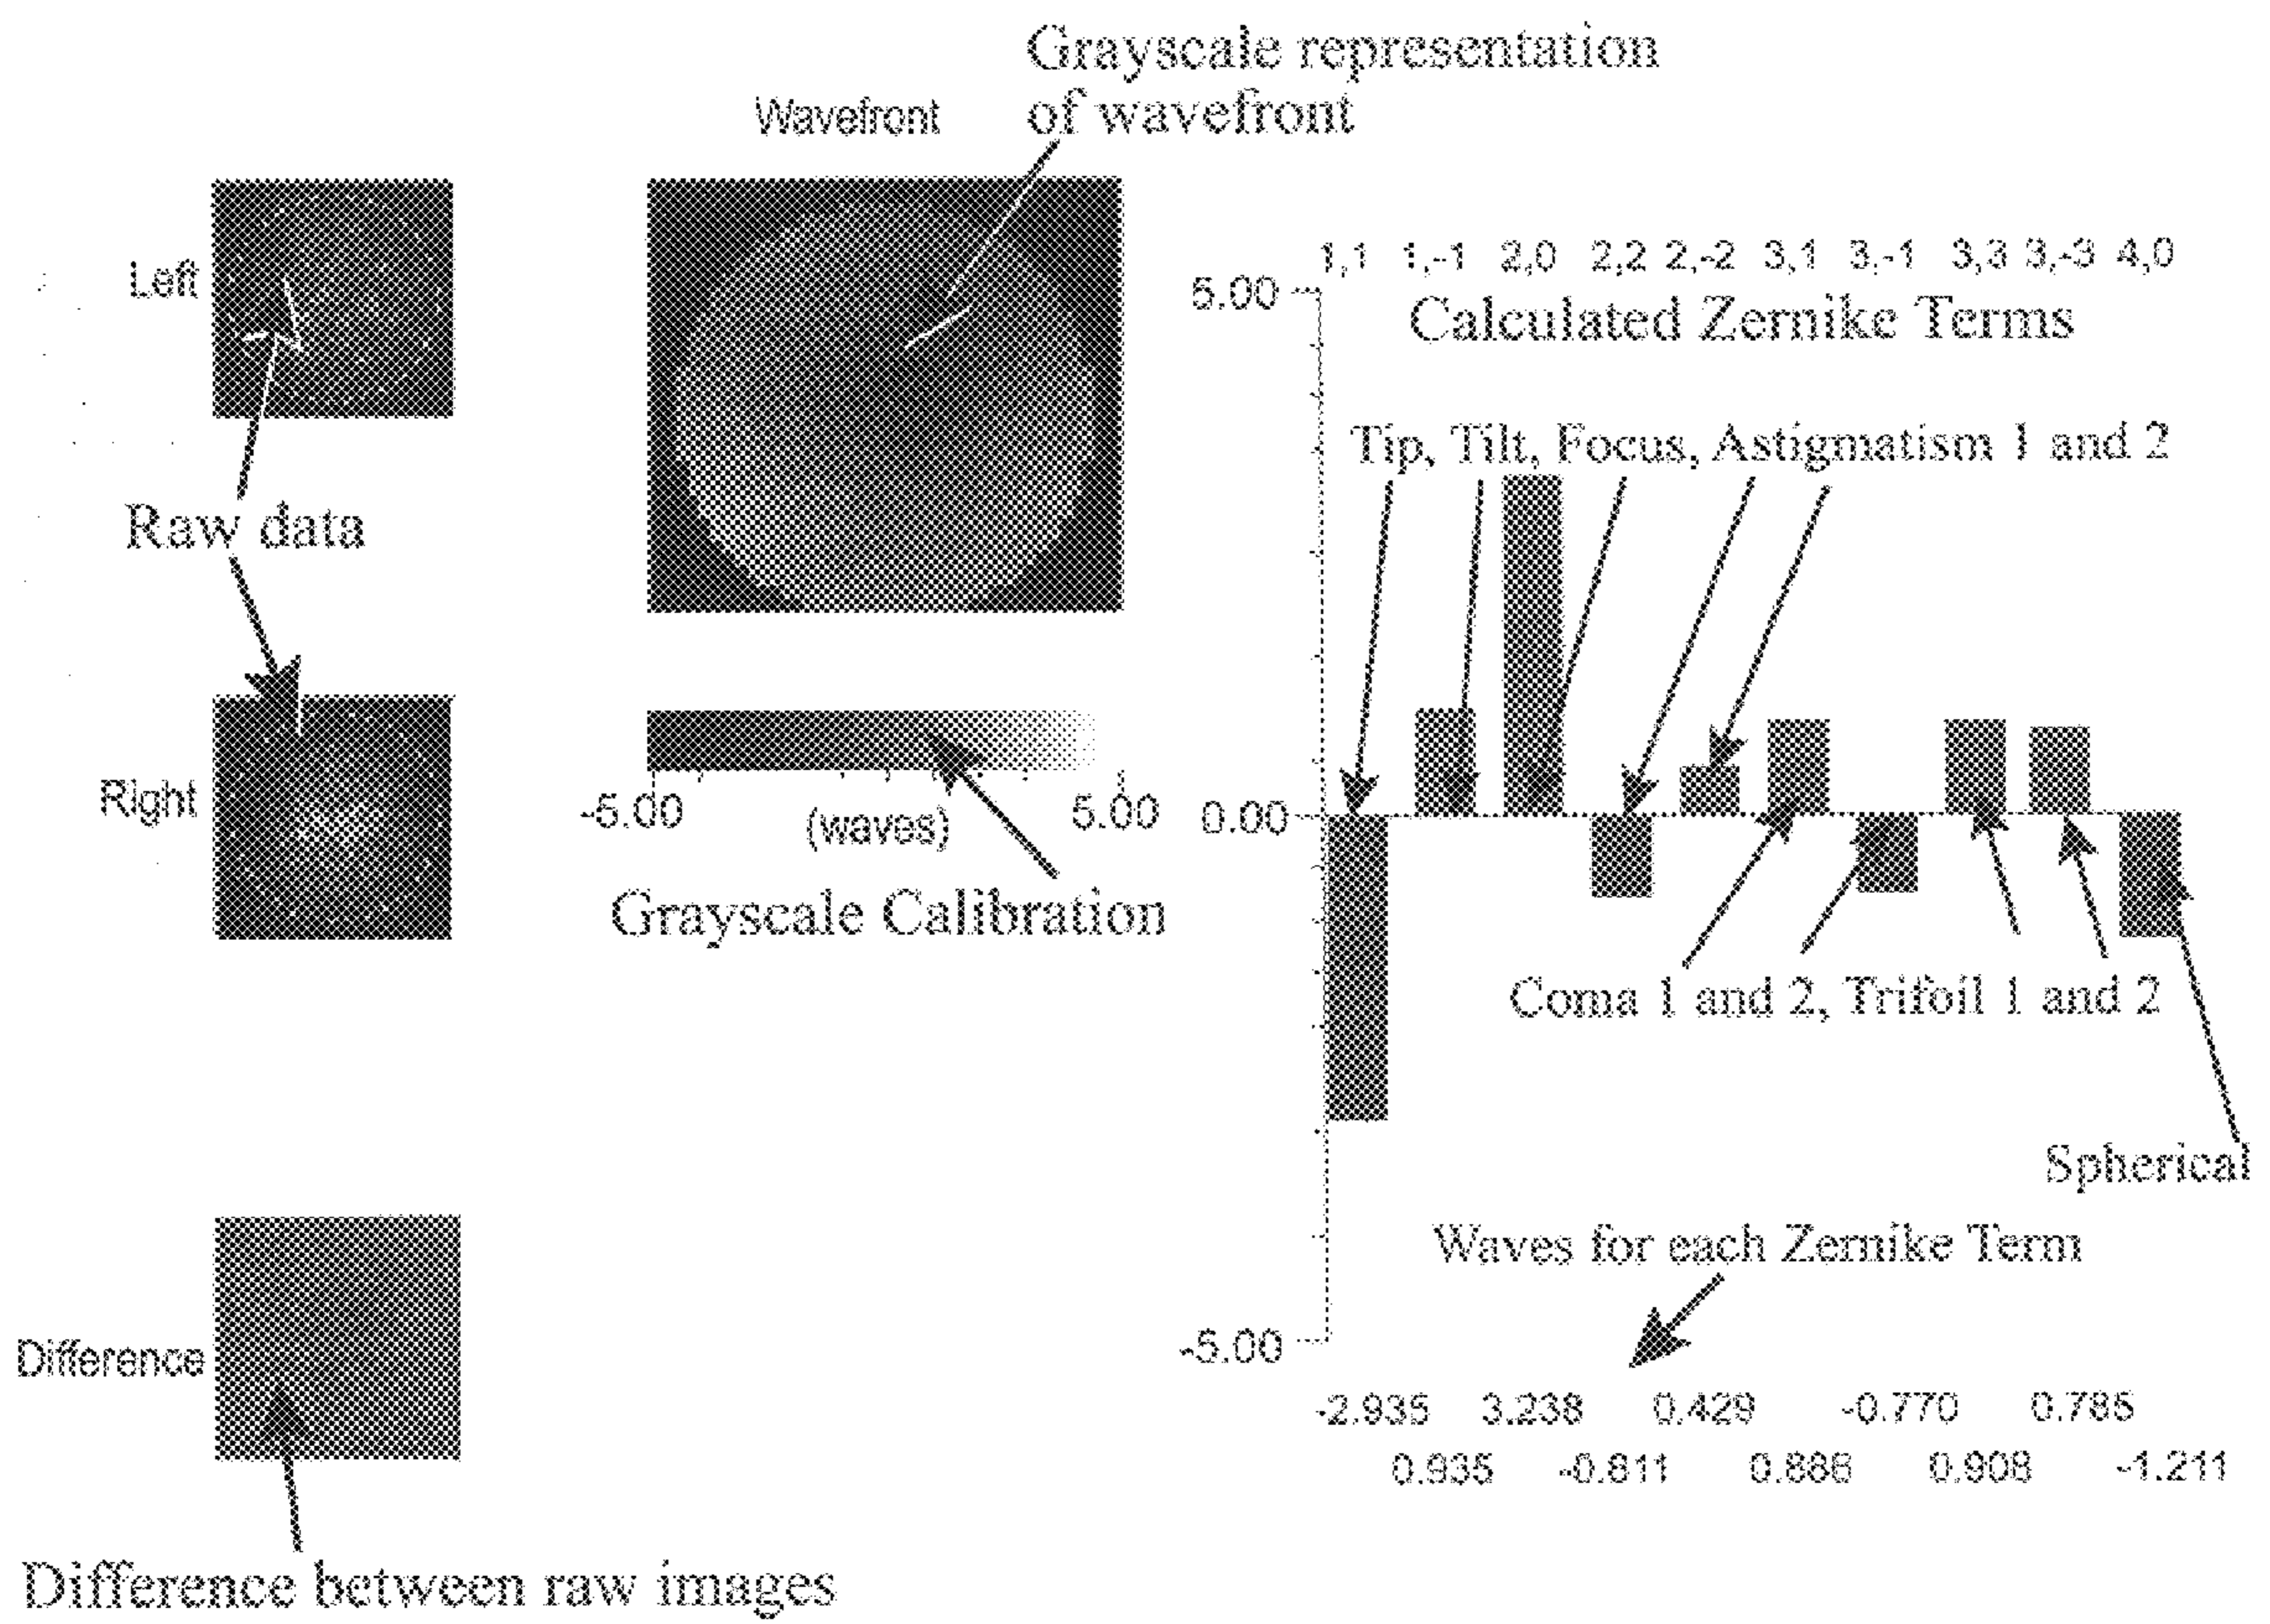 Grayscale representation
of wavefront
Wavefront
Left
Raw data
Right
-5.00 5.00
(waves)
Grayscale Calibration
Difference
Difference between raw images
1,1 1,-1 2,0 2,2 2,-2 3,1 3,-1 3,3 3,-3 4,0
5.00
Calculated Zernike Terms
Tip, Tilt, Focus, Astigmatism 1 and 2
0.00
Coma 1 and 2, Trifoil 1 and 2
Spherical
Waves for each Zernike Term
-5.00
-2.935 3.238 0.429 -0.770 0.785
0.935 -0.811 0.908 -1.211